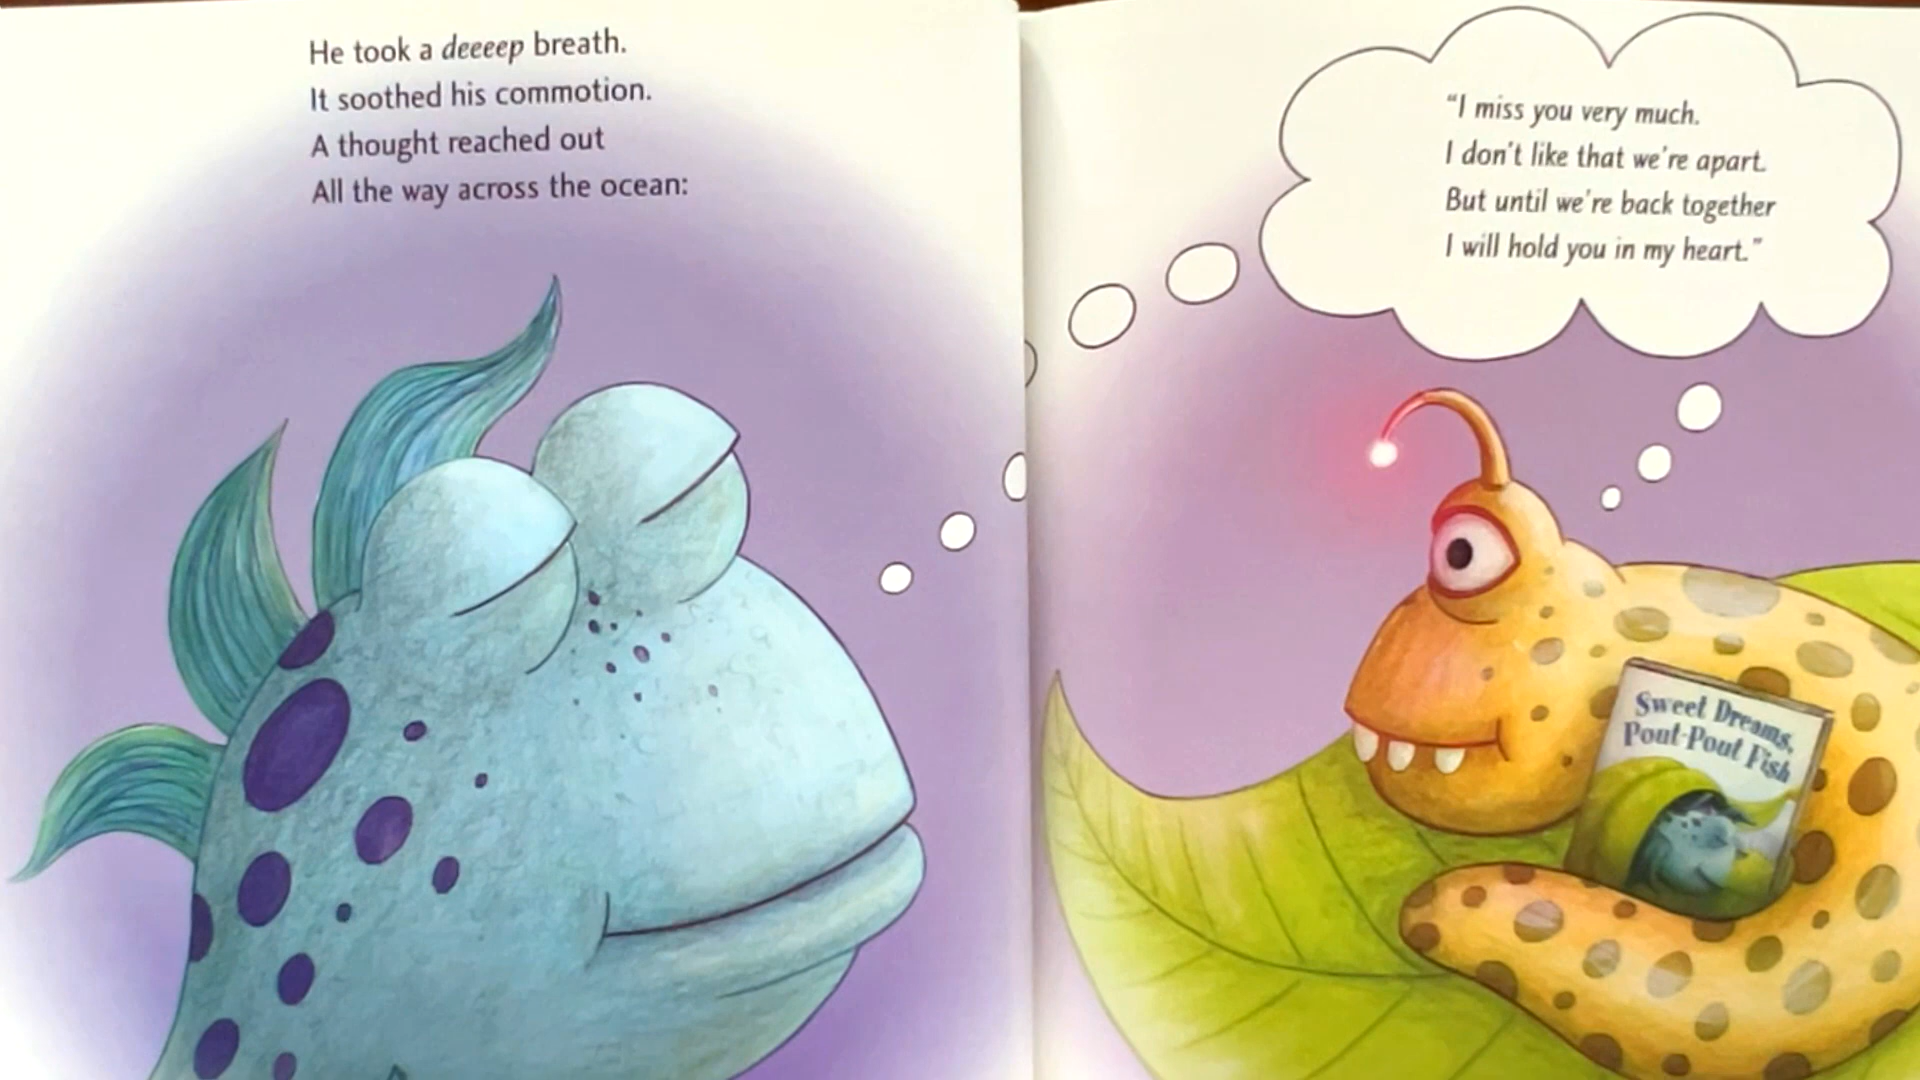 He took a deeeep breath.
It soothed his commotion.
A thought reached out
All the way across the ocean:
“I miss you very much.
I don't like that we're apart.
But until we're back together
I will hold you in my heart.”
Sweet Dreams,
Pout-Pout Fish